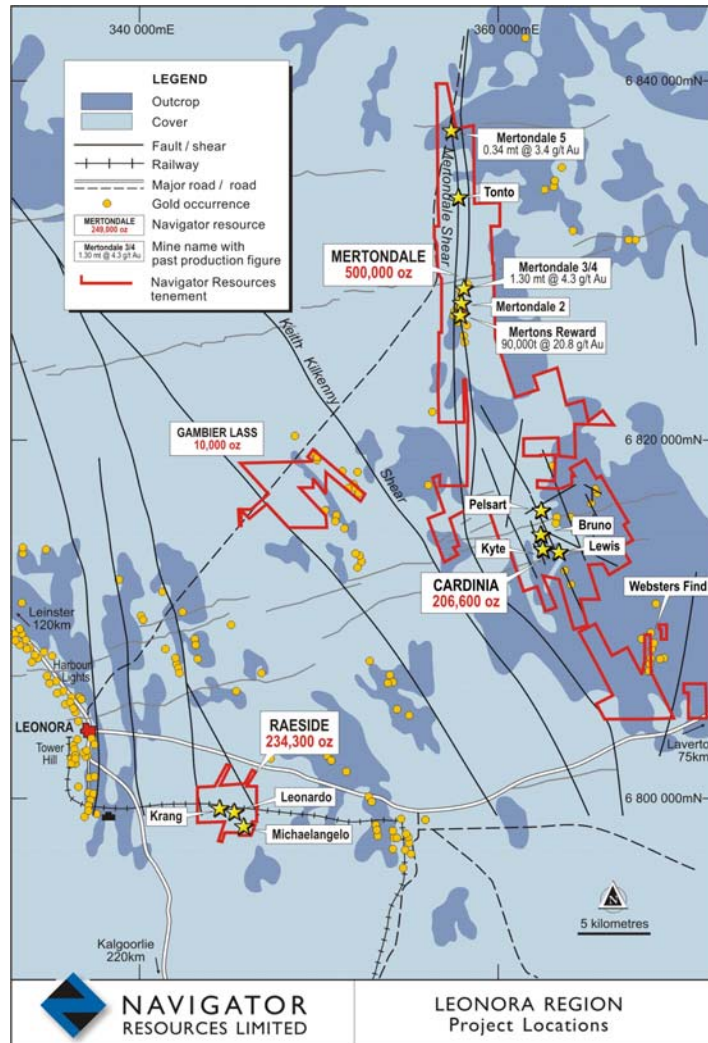 340 000mE
360 000mE
6 840 000mN
LEGEND
Outcrop
Cover
Fault / shear
Railway
Major road / road
Gold occurrence
MERTONDALE
249,000 oz
Navigator resource
Mertondale 3/4
1.30 mt @ 4.3 g/t Au
Mine name with
past production figure
Navigator Resources
tenement
Mertondale 5
0.34 mt @ 3.4 g/t Au
Mertondale Shear
Tonto
MERTONDALE
500,000 oz
Mertondale 3/4
1.30 mt @ 4.3 g/t Au
Mertondale 2
Mertons Reward
90,000t @ 20.8 g/t Au
Keith Kilkenny Shear
GAMBIER LASS
10,000 oz
6 820 000mN
Pelsart
Bruno
Kyte
Lewis
CARDINIA
206,600 oz
Websters Find
Leinster
120km
Harbour
Lights
LEONORA
Tower
Hill
RAESIDE
234,300 oz
Laverton
75km
Leonardo
Krang
Michaelangelo
6 800 000mN
N
5 kilometres
Kalgoorlie
220km
NAVIGATOR
RESOURCES LIMITED
LEONORA REGION
Project Locations